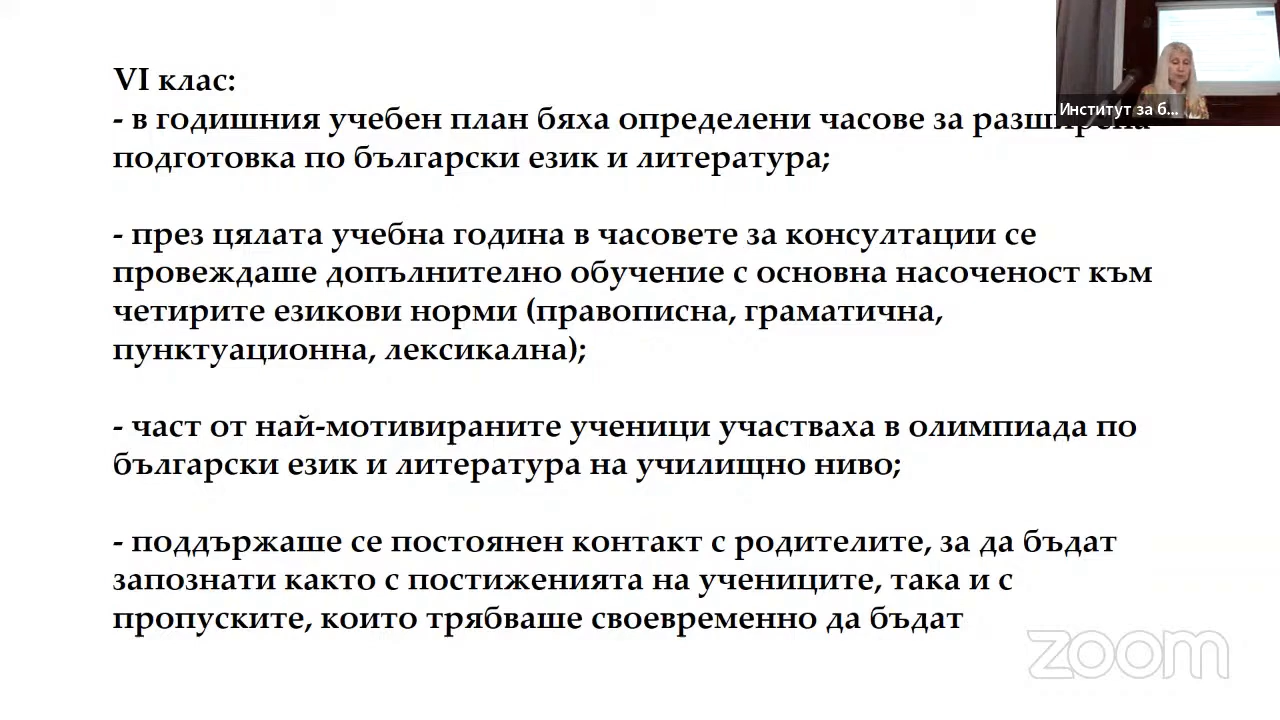 VI клас:
- в годишния учебен план бяха определени часове за разширена
подготовка по български език и литература;
- през цялата учебна година в часовете за консултации се
провеждаше допълнително обучение с основна насоченост към
четирите езикови норми (правописна, граматична,
пунктуационна, лексикална);
- част от най-мотивираните ученици участваха в олимпиада по
български език и литература на училищно ниво;
- поддържаше се постоянен контакт с родителите, за да бъдат
запознати както с постиженията на учениците, така и с
пропуските, които трябваше своевременно да бъдат
Институт за б...
zoom